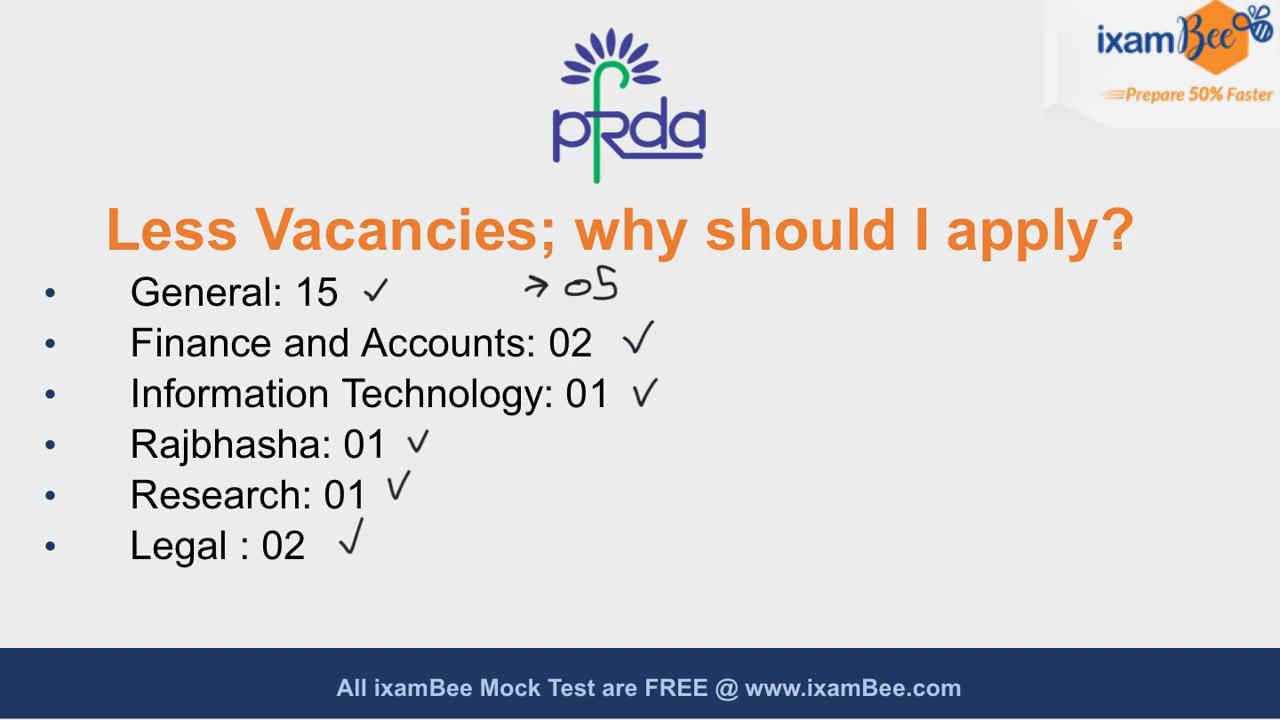 ixamBee
Prepare 50% Faster
pfrda
Less Vacancies; why should I apply?
• General: 15 ✓ → 05
• Finance and Accounts: 02 ✓
• Information Technology: 01 ✓
• Rajbhasha: 01 ✓
• Research: 01 ✓
• Legal : 02 ✓
All ixamBee Mock Test are FREE @ www.ixamBee.com